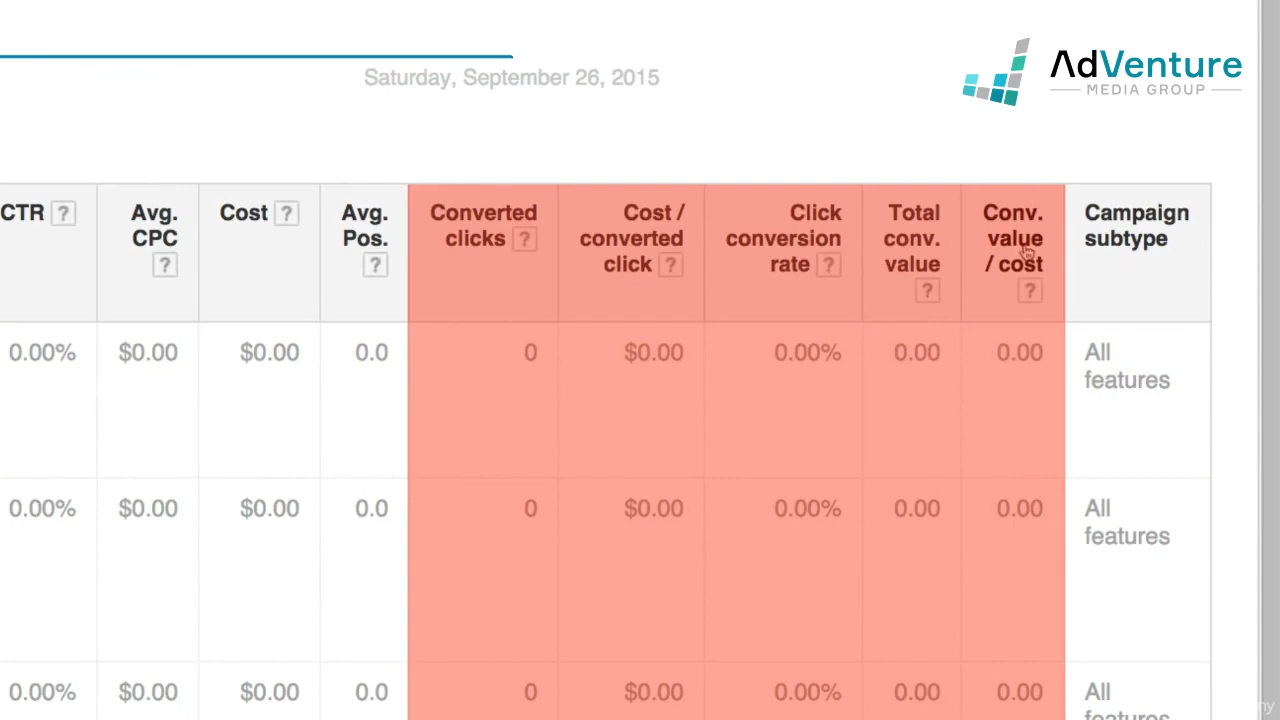 Saturday, September 26, 2015
AdVenture
MEDIA GROUP
CTR ?
Avg.
CPC
?
Cost ?
Avg.
Pos.
?
Converted
clicks ?
Cost /
converted
click ?
Click
conversion
rate ?
Total
conv.
value
?
Conv.
value
/ cost
?
Campaign
subtype
0.00% $0.00 $0.00 0.0 0 $0.00 0.00% 0.00 0.00 All
features
0.00% $0.00 $0.00 0.0 0 $0.00 0.00% 0.00 0.00 All
features
0.00% $0.00 $0.00 0.0 0 $0.00 0.00% 0.00 0.00 All
features